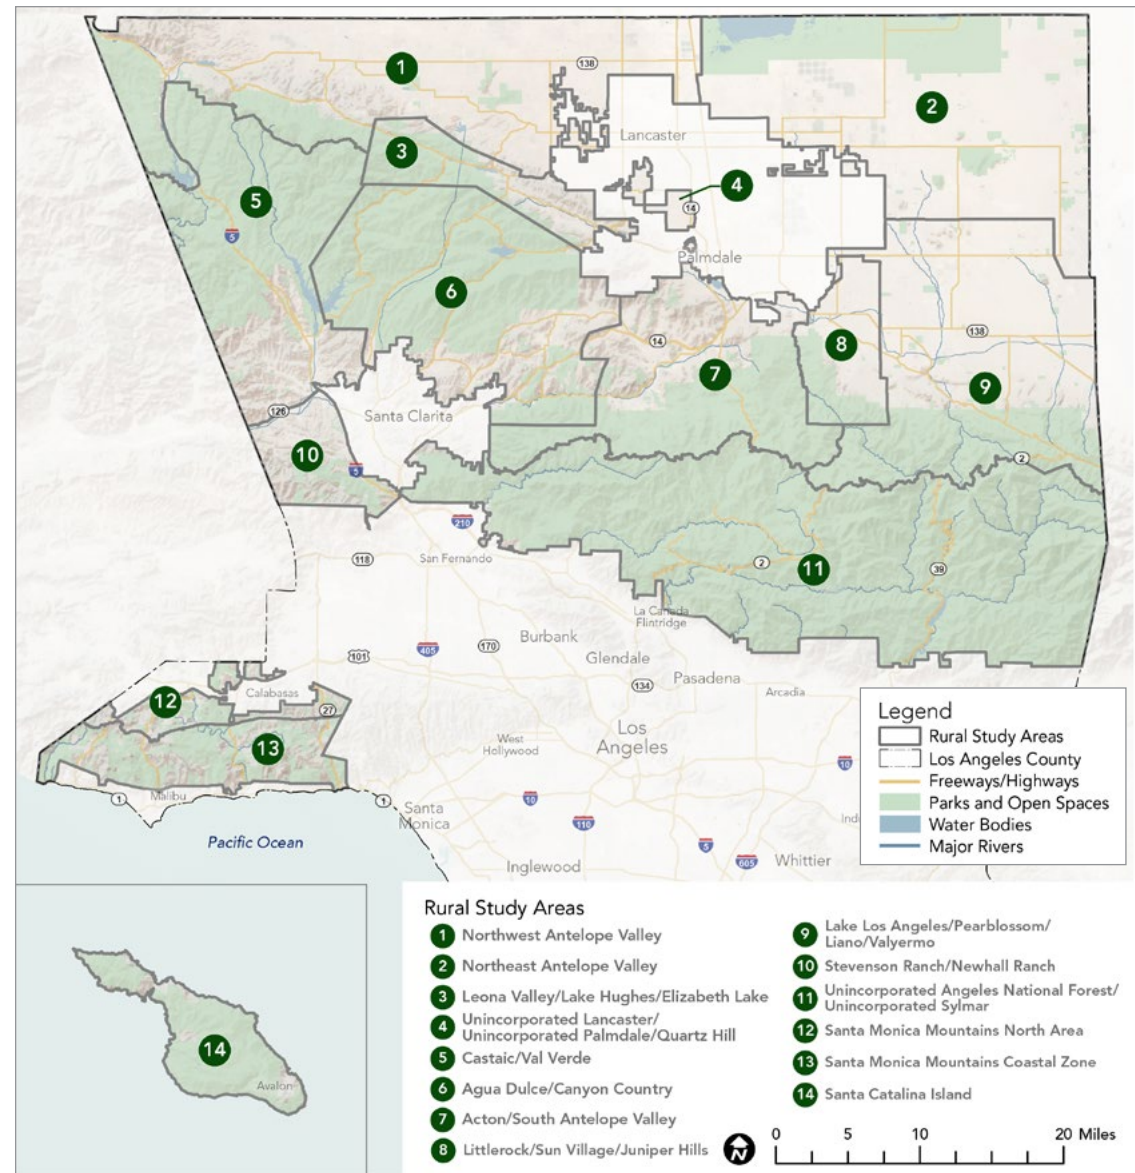 1
138
2
Lancaster
3
4
14
5
5
Palmdale
6
14
138
8
7
9
126
Santa Clarita
10
5
2
210
118
San Fernando
2
11
39
La Canada
Flintridge
Burbank
405
170
101
Glendale
134
Pasadena
Arcadia
12
Calabasas
27
13
West
Hollywood
Los
Angeles
10
1
Malibu
1
Santa
Monica
10
110
5
605
Whittier
Inglewood
Pacific Ocean
Legend
Rural Study Areas
Los Angeles County
Freeways/Highways
Parks and Open Spaces
Water Bodies
Major Rivers
14
Avalon
Rural Study Areas
1 Northwest Antelope Valley
2 Northeast Antelope Valley
3 Leona Valley/Lake Hughes/Elizabeth Lake
4 Unincorporated Lancaster/
Unincorporated Palmdale/Quartz Hill
5 Castaic/Val Verde
6 Agua Dulce/Canyon Country
7 Acton/South Antelope Valley
8 Littlerock/Sun Village/Juniper Hills
9 Lake Los Angeles/Pearblossom/
Liano/Valyermo
10 Stevenson Ranch/Newhall Ranch
11 Unincorporated Angeles National Forest/
Unincorporated Sylmar
12 Santa Monica Mountains North Area
13 Santa Monica Mountains Coastal Zone
14 Santa Catalina Island
N
0 5 10 20 Miles